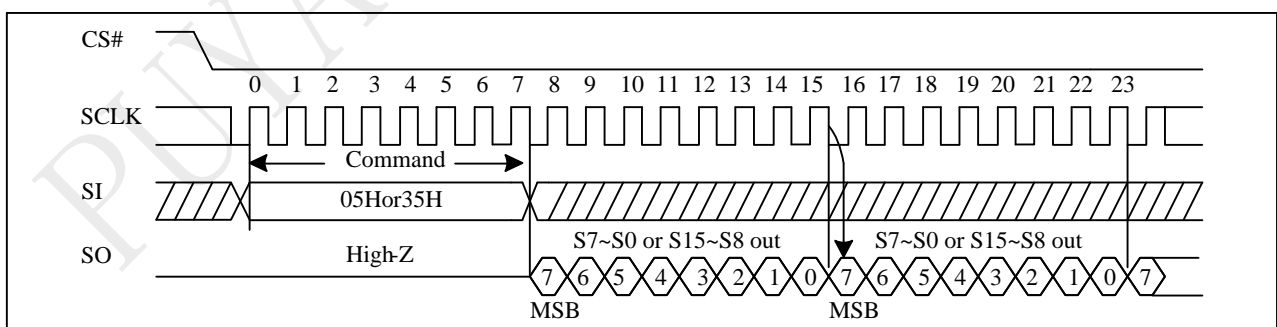 PUYA
CS#
0 1 2 3 4 5 6 7 8 9 10 11 12 13 14 15 16 17 18 19 20 21 22 23
SCLK
Command
SI
05Hor35H
S7~S0 or S15~S8 out S7~S0 or S15~S8 out
SO
High-Z
7 6 5 4 3 2 1 0 7 6 5 4 3 2 1 0 7
MSB MSB